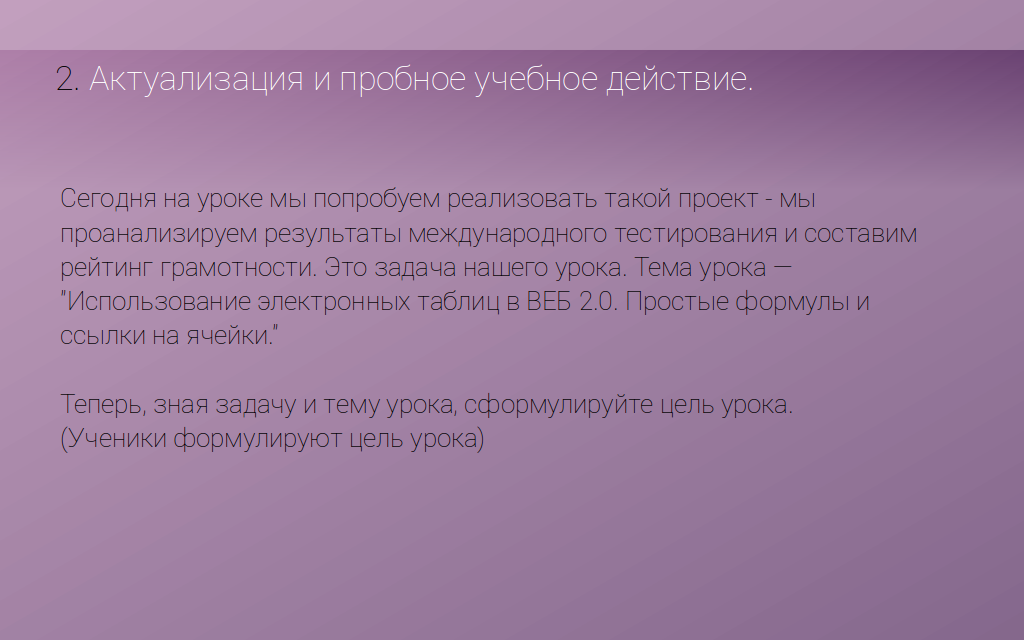 2. Актуализация и пробное учебное действие.
Сегодня на уроке мы попробуем реализовать такой проект - мы
проанализируем результаты международного тестирования и составим
рейтинг грамотности. Это задача нашего урока. Тема урока —
"Использование электронных таблиц в ВЕБ 2.0. Простые формулы и
ссылки на ячейки."
Теперь, зная задачу и тему урока, сформулируйте цель урока.
(Ученики формулируют цель урока)